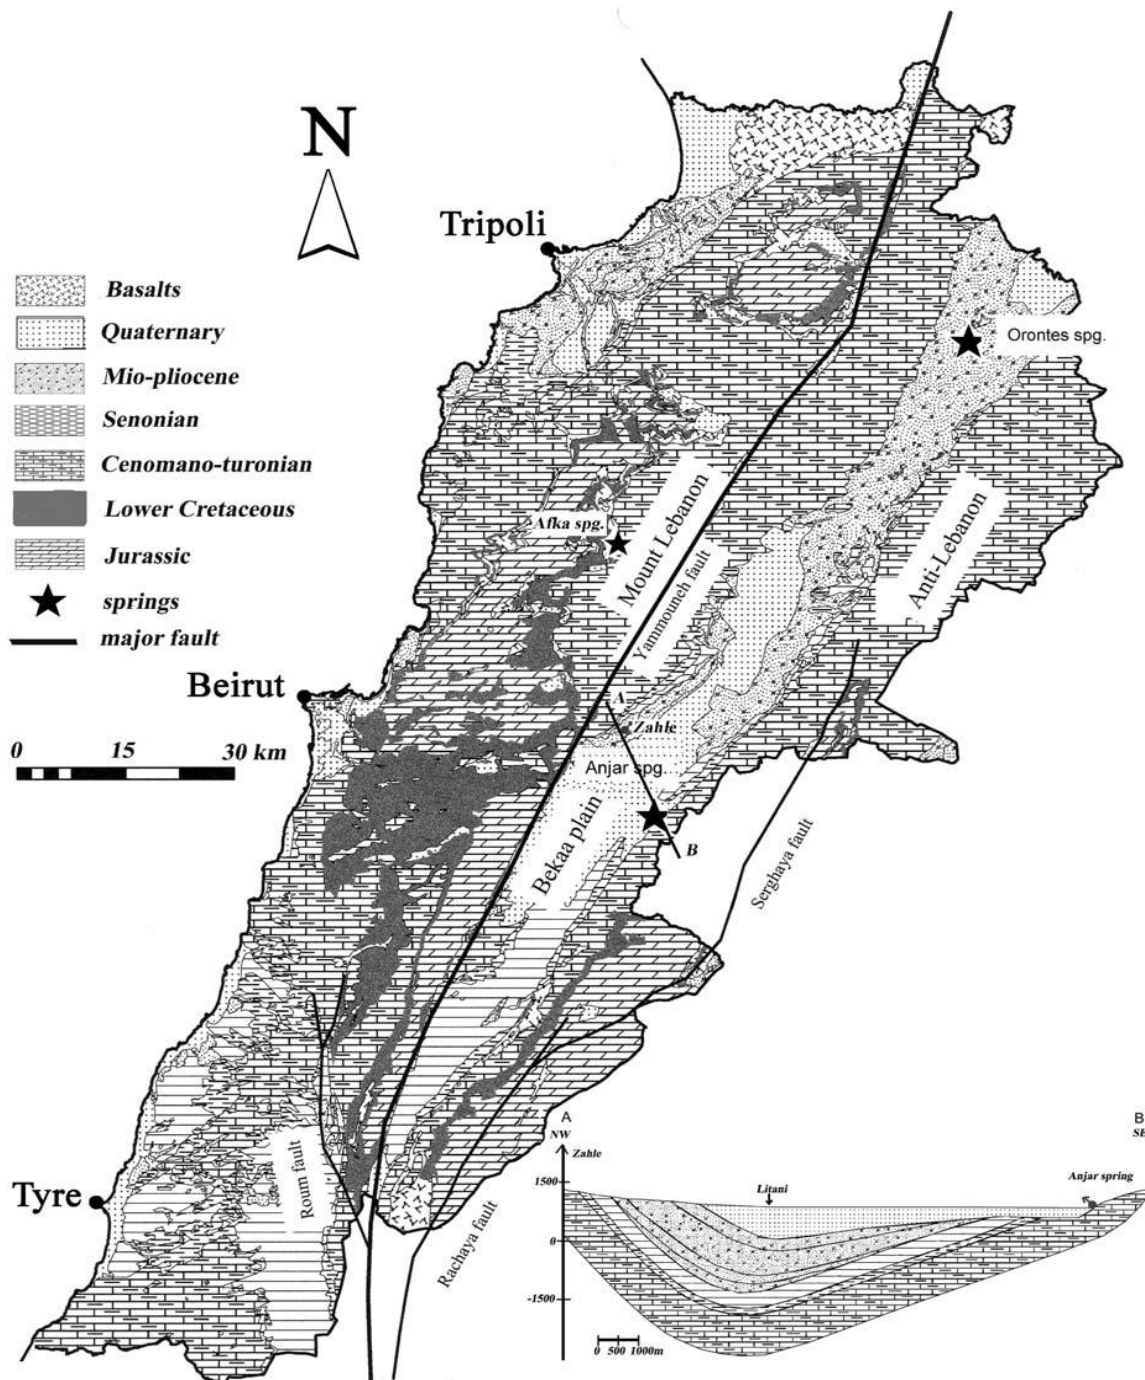 N
Tripoli
Basalts
Quaternary
Mio-pliocene
Senonian
Cenomano-turonian
Lower Cretaceous
Jurassic
springs
major fault
Orontes spg.
Afka spg.
Mount Lebanon
Yammouneh fault
Anti-Lebanon
Beirut
0 15 30 km
A
Zahle
Anjar spg.
B
Bekaa plain
Serghaya fault
Tyre
Roum fault
Rachaya fault
A
NW
Zahle
B
SE
1500
0
-1500
Litani
Anjar spring
0 500 1000m